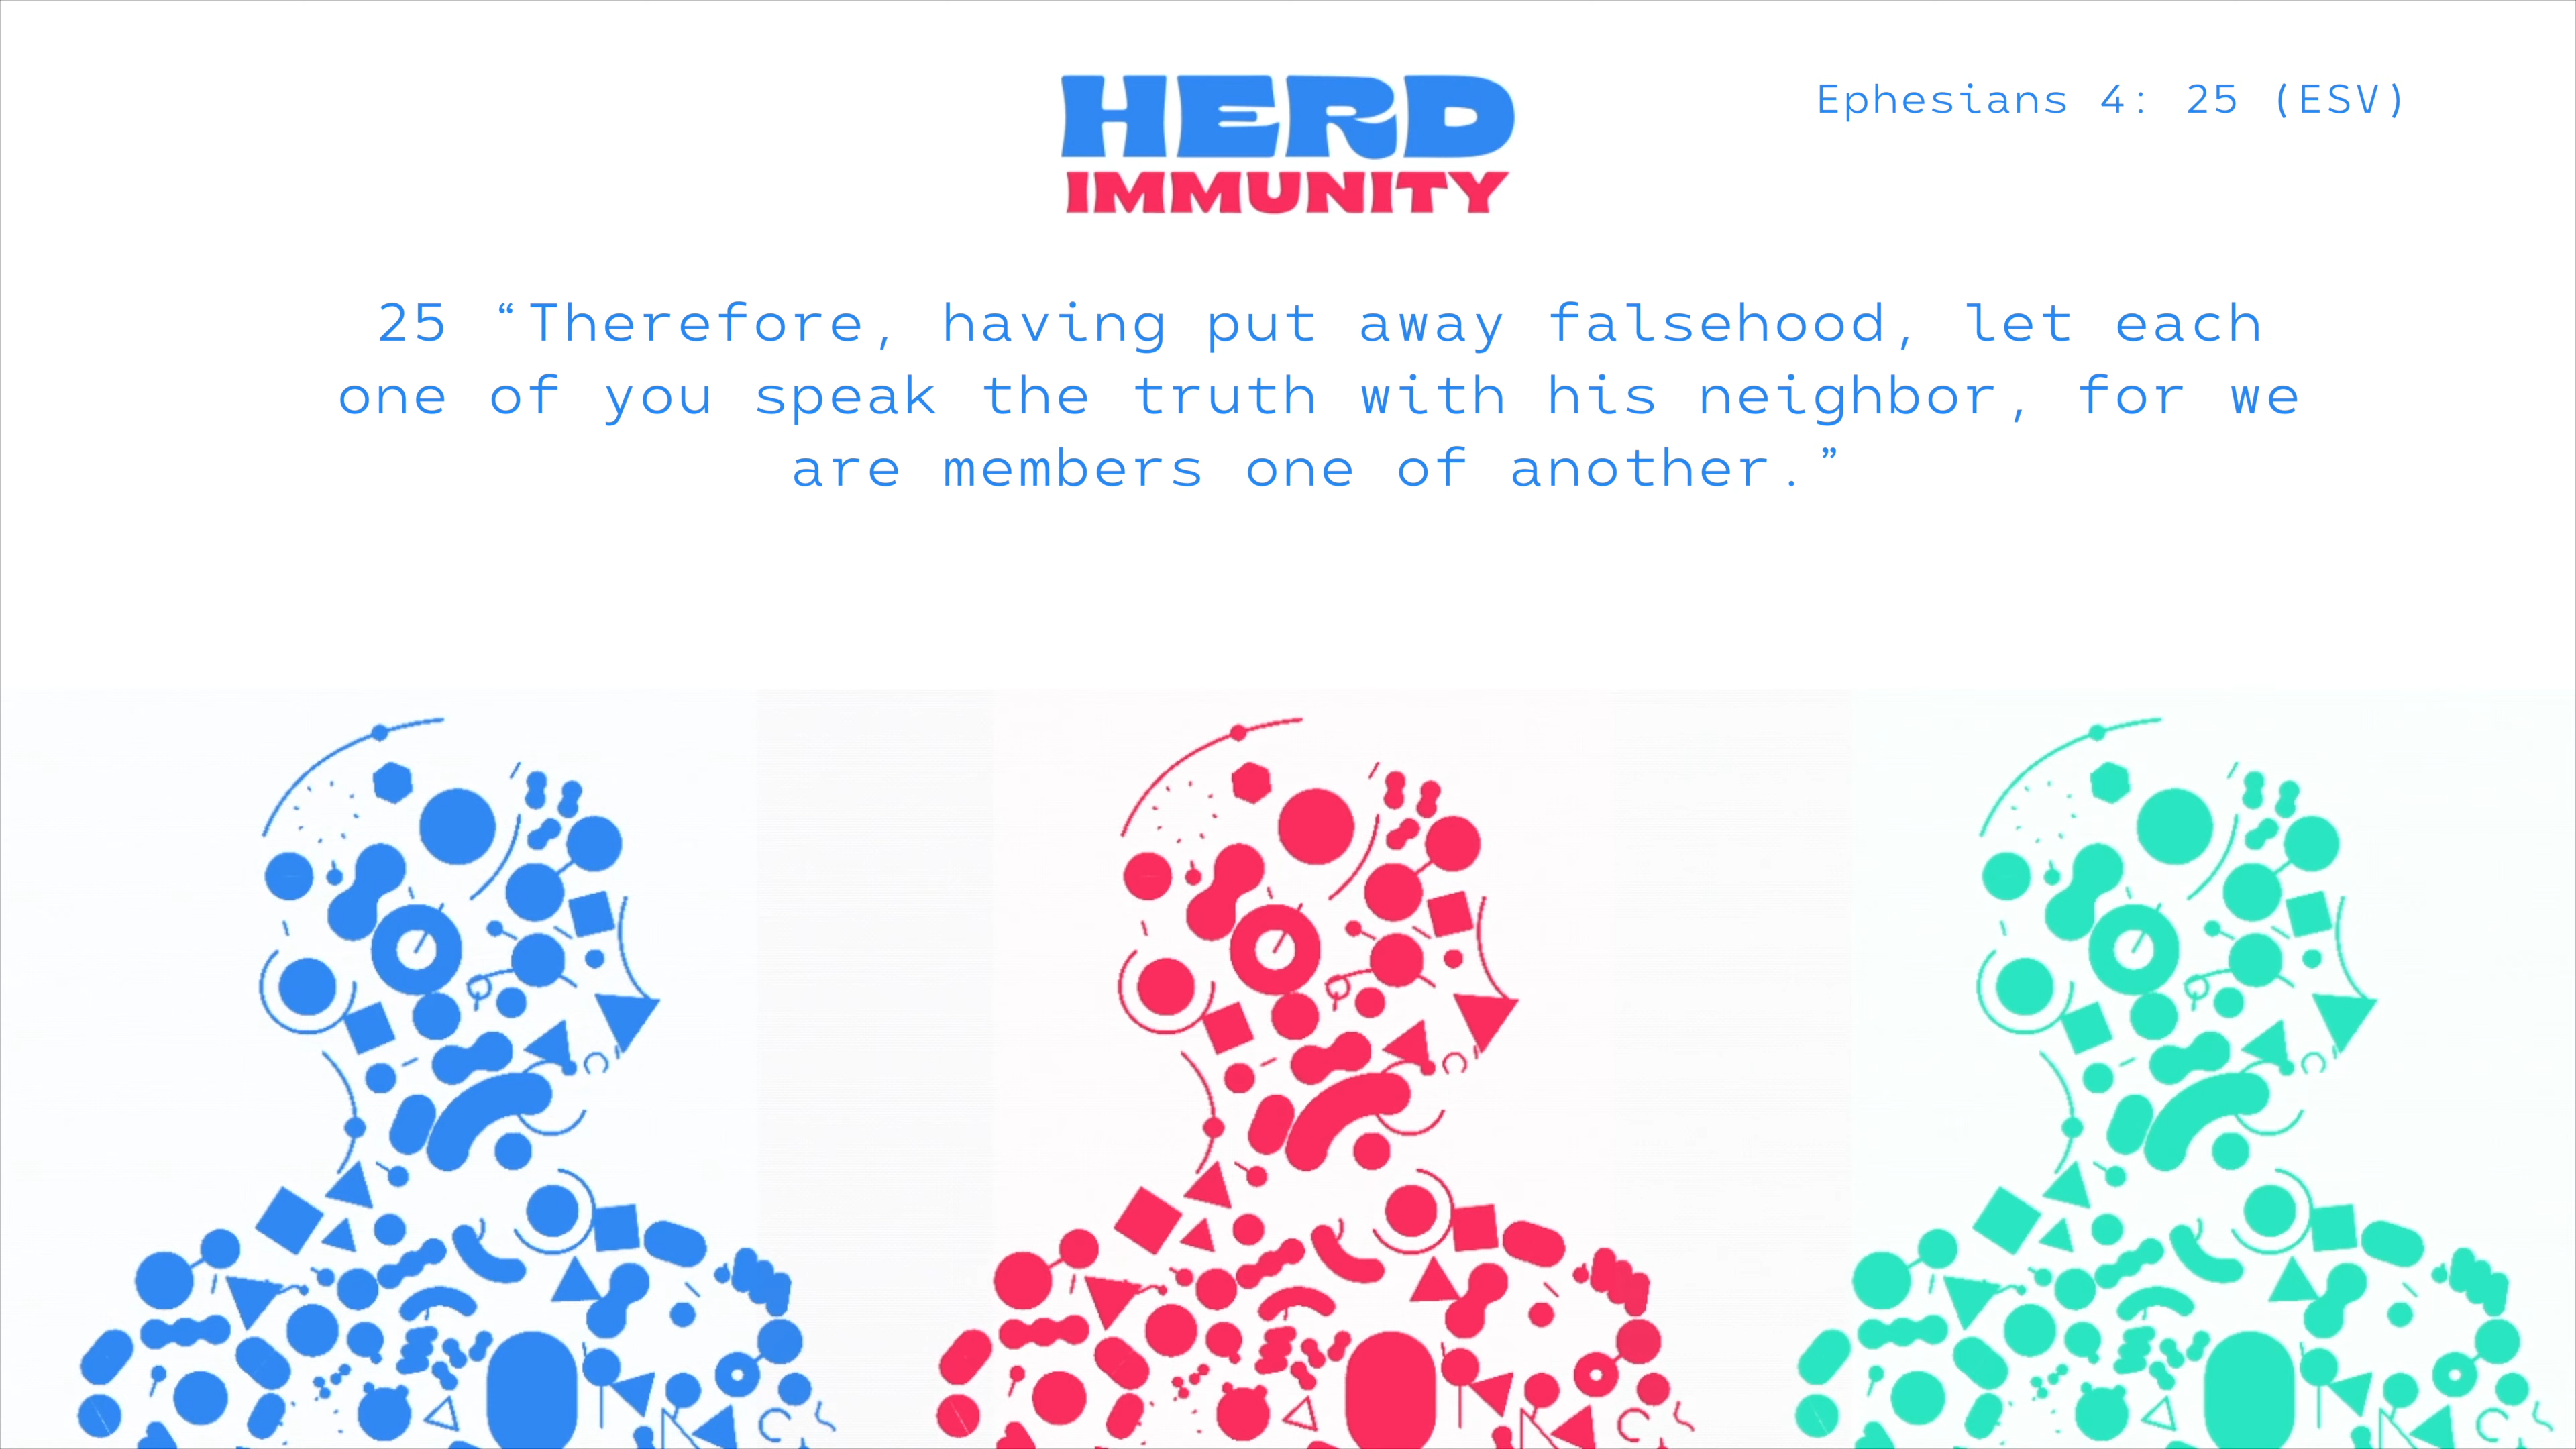 HERD
IMMUNITY
Ephesians 4: 25 (ESV)
25 “Therefore, having put away falsehood, let each
one of you speak the truth with his neighbor, for we
are members one of another.”